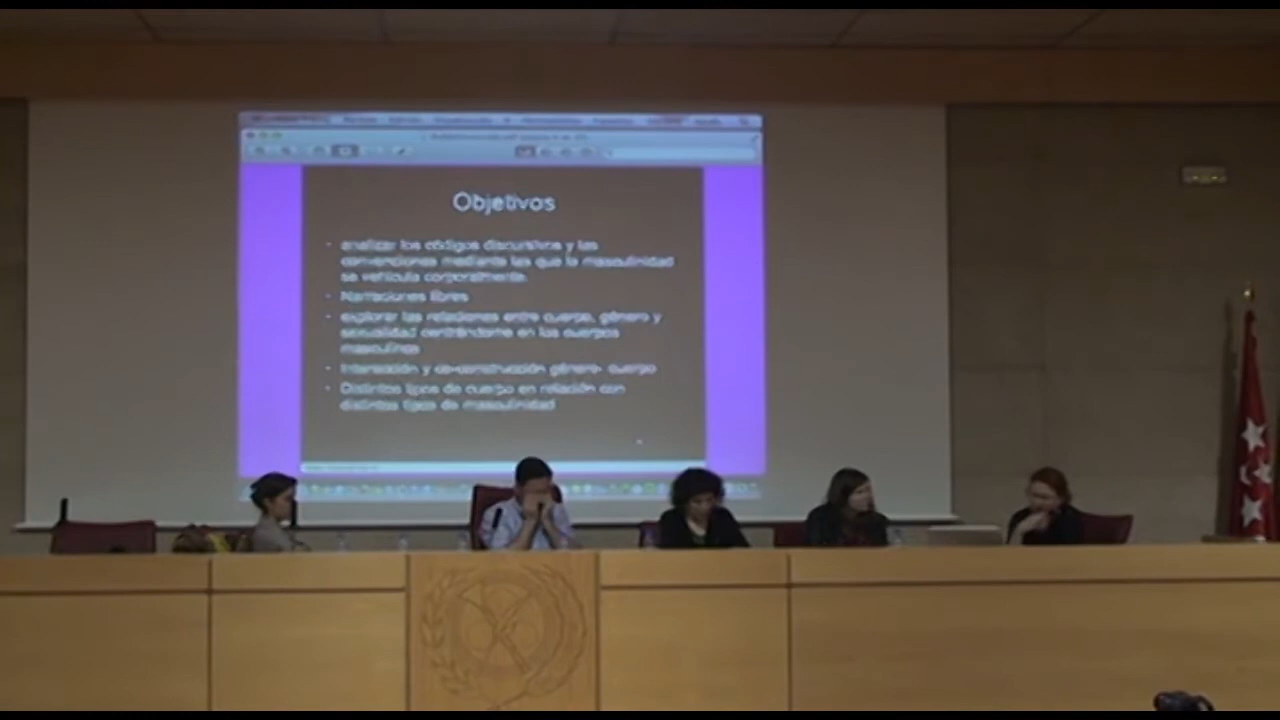 Objetivos
· analizar los códigos discursivos y las
convenciones mediante las que la masculinidad
se vehicula corporalmente.
· Narraciones libres
· explorar las relaciones entre cuerpo, género y
sexualidad centrándome en los cuerpos
masculinos
· Interacción y co-construcción género- cuerpo
· Distintos tipos de cuerpo en relación con
distintos tipos de masculinidad